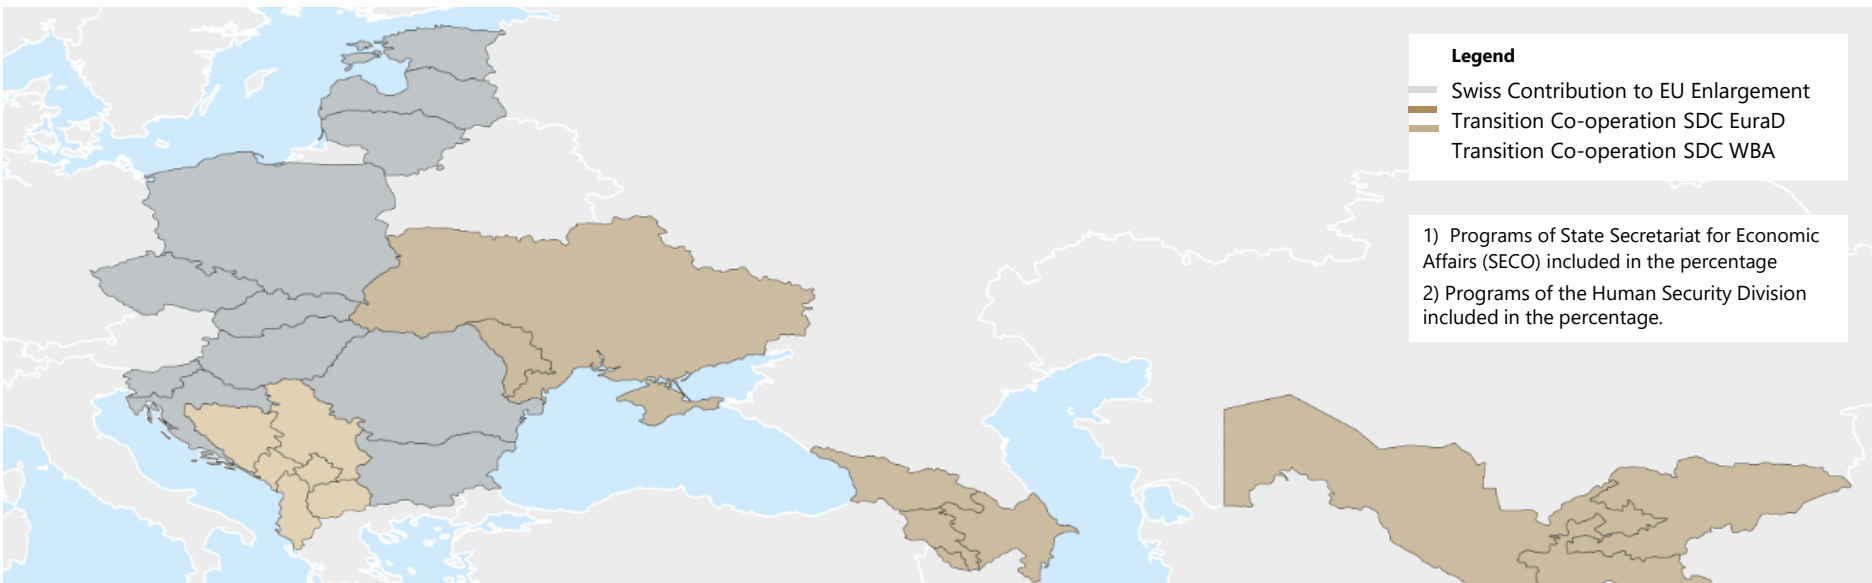 Legend
Swiss Contribution to EU Enlargement
Transition Co-operation SDC EuraD
Transition Co-operation SDC WBA
1) Programs of State Secretariat for Economic
Affairs (SECO) included in the percentage
2) Programs of the Human Security Division
included in the percentage.